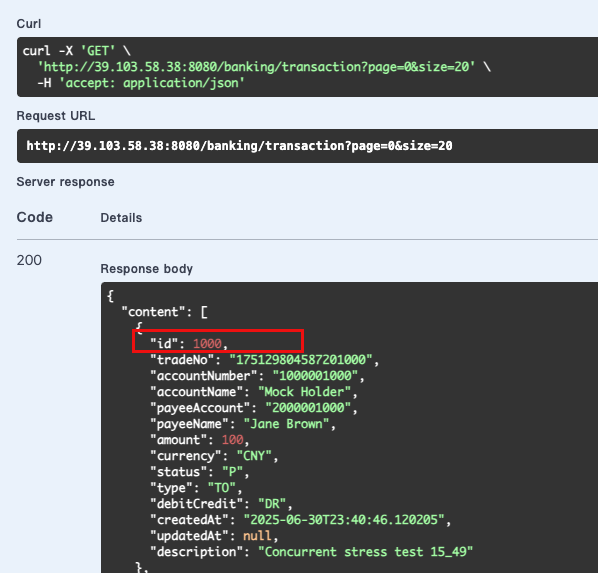 Curl
curl -X 'GET' \
'http://39.103.58.38:8080/banking/transaction?page=0&size=20' \
-H 'accept: application/json'
Request URL
http://39.103.58.38:8080/banking/transaction?page=0&size=20
Server response
Code Details
200
Response body
{
"content": [
{
"id": 1000,
"tradeNo": "175129804587201000",
"accountNumber": "1000001000",
"accountName": "Mock Holder",
"payeeAccount": "2000001000",
"payeeName": "Jane Brown",
"amount": 100,
"currency": "CNY",
"status": "P",
"type": "TO",
"debitCredit": "DR",
"createdAt": "2025-06-30T23:40:46.120205",
"updatedAt": null,
"description": "Concurrent stress test 15_49"
},